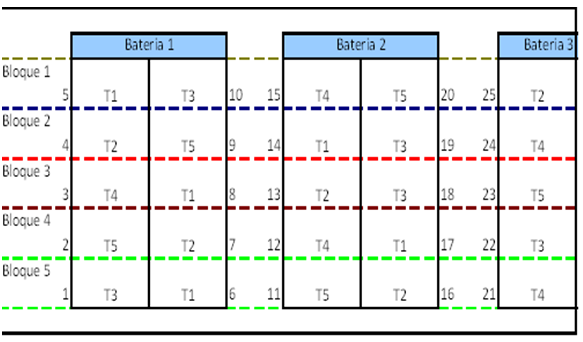 Bateria 1 Bateria 2 Bateria 3
Bloque 1
5 T1 T3 10 15 T4 T5 20 25 T2
Bloque 2
4 T2 T5 9 14 T1 T3 19 24 T4
Bloque 3
3 T4 T1 8 13 T2 T3 18 23 T5
Bloque 4
2 T5 T2 7 12 T4 T1 17 22 T3
Bloque 5
1 T3 T1 6 11 T5 T2 16 21 T4